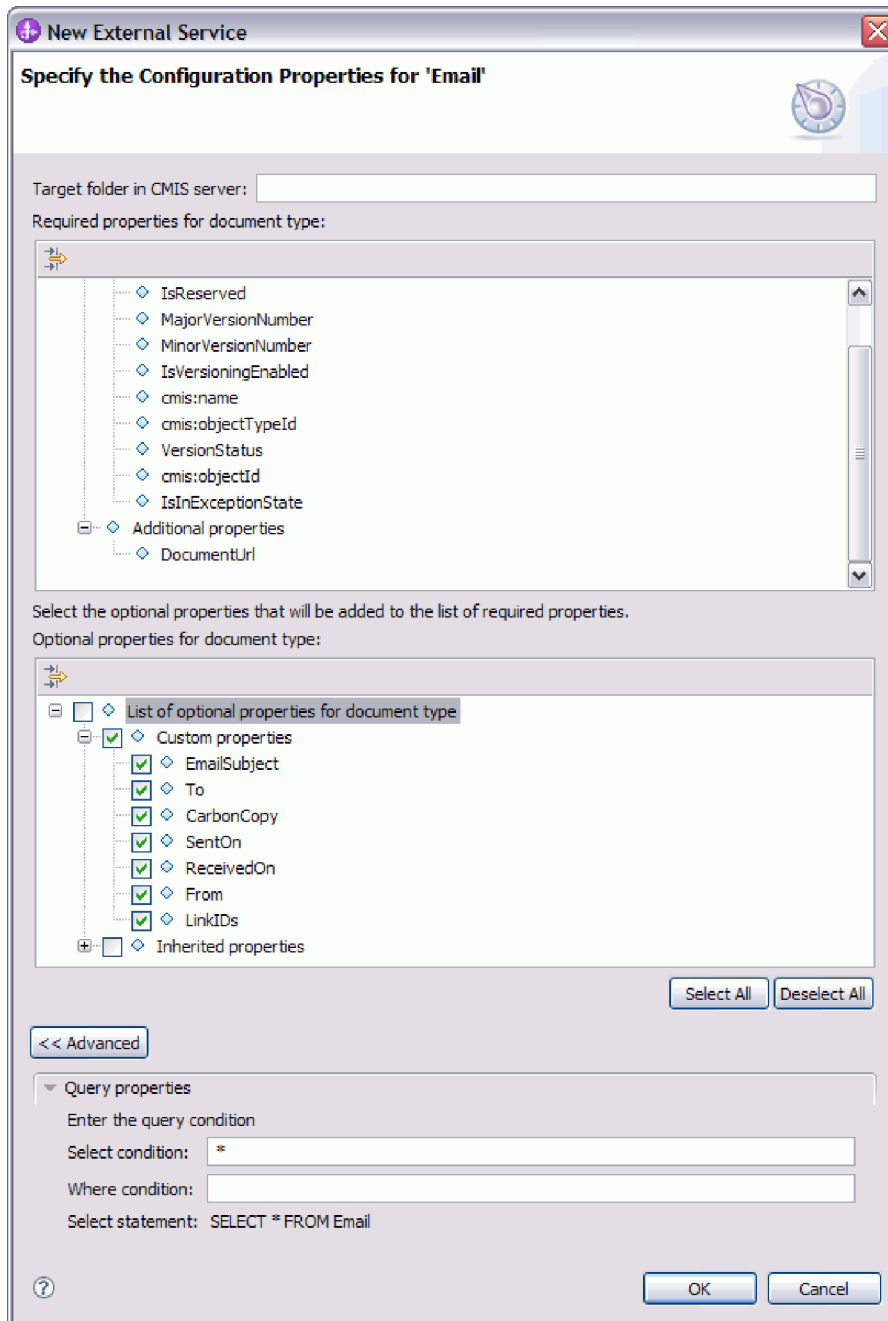 New External Service
Specify the Configuration Properties for 'Email'
Target folder in CMIS server:
Required properties for document type:
IsReserved
MajorVersionNumber
MinorVersionNumber
IsVersioningEnabled
cmis:name
cmis:objectTypeId
VersionStatus
cmis:objectId
IsInExceptionState
Additional properties
DocumentUrl
Select the optional properties that will be added to the list of required properties.
Optional properties for document type:
List of optional properties for document type
Custom properties
EmailSubject
To
CarbonCopy
SentOn
ReceivedOn
From
LinkIDs
Inherited properties
Select All Deselect All
<< Advanced
Query properties
Enter the query condition
Select condition: *
Where condition:
Select statement: SELECT * FROM Email
? OK Cancel